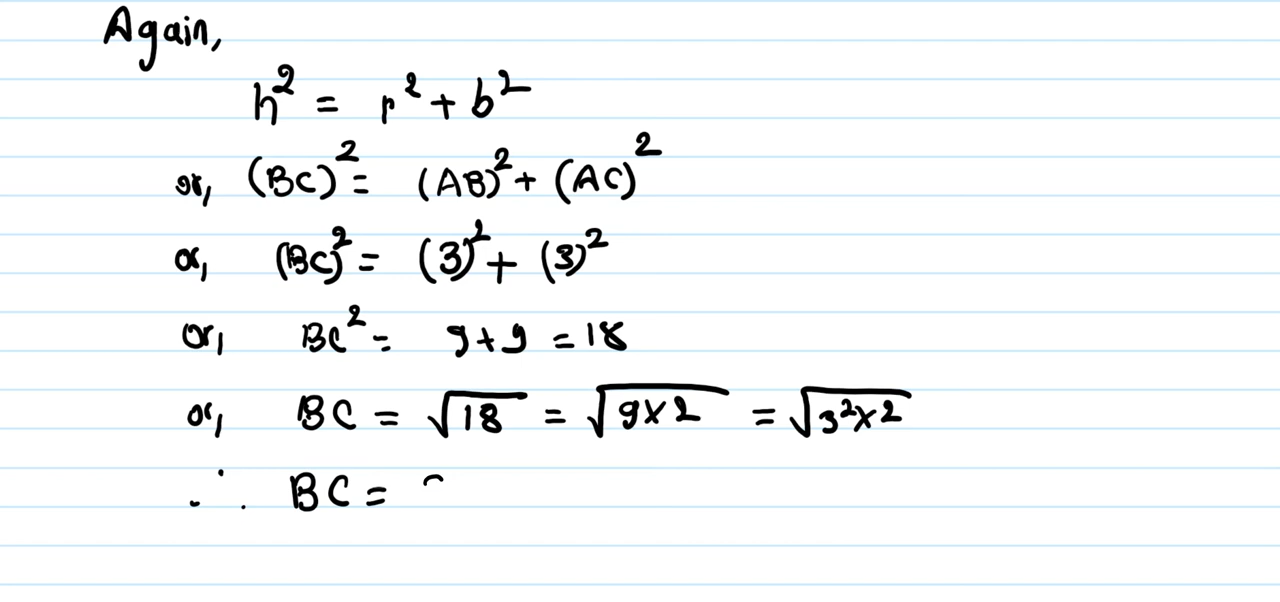 Again,
h² = p² + b²
or, (BC)² = (AB)² + (AC)²
or, (BC)² = (3)² + (3)²
or, BC² = 9+9 = 18
or, BC = √18 = √9×2 = √3²×2
∴ BC =